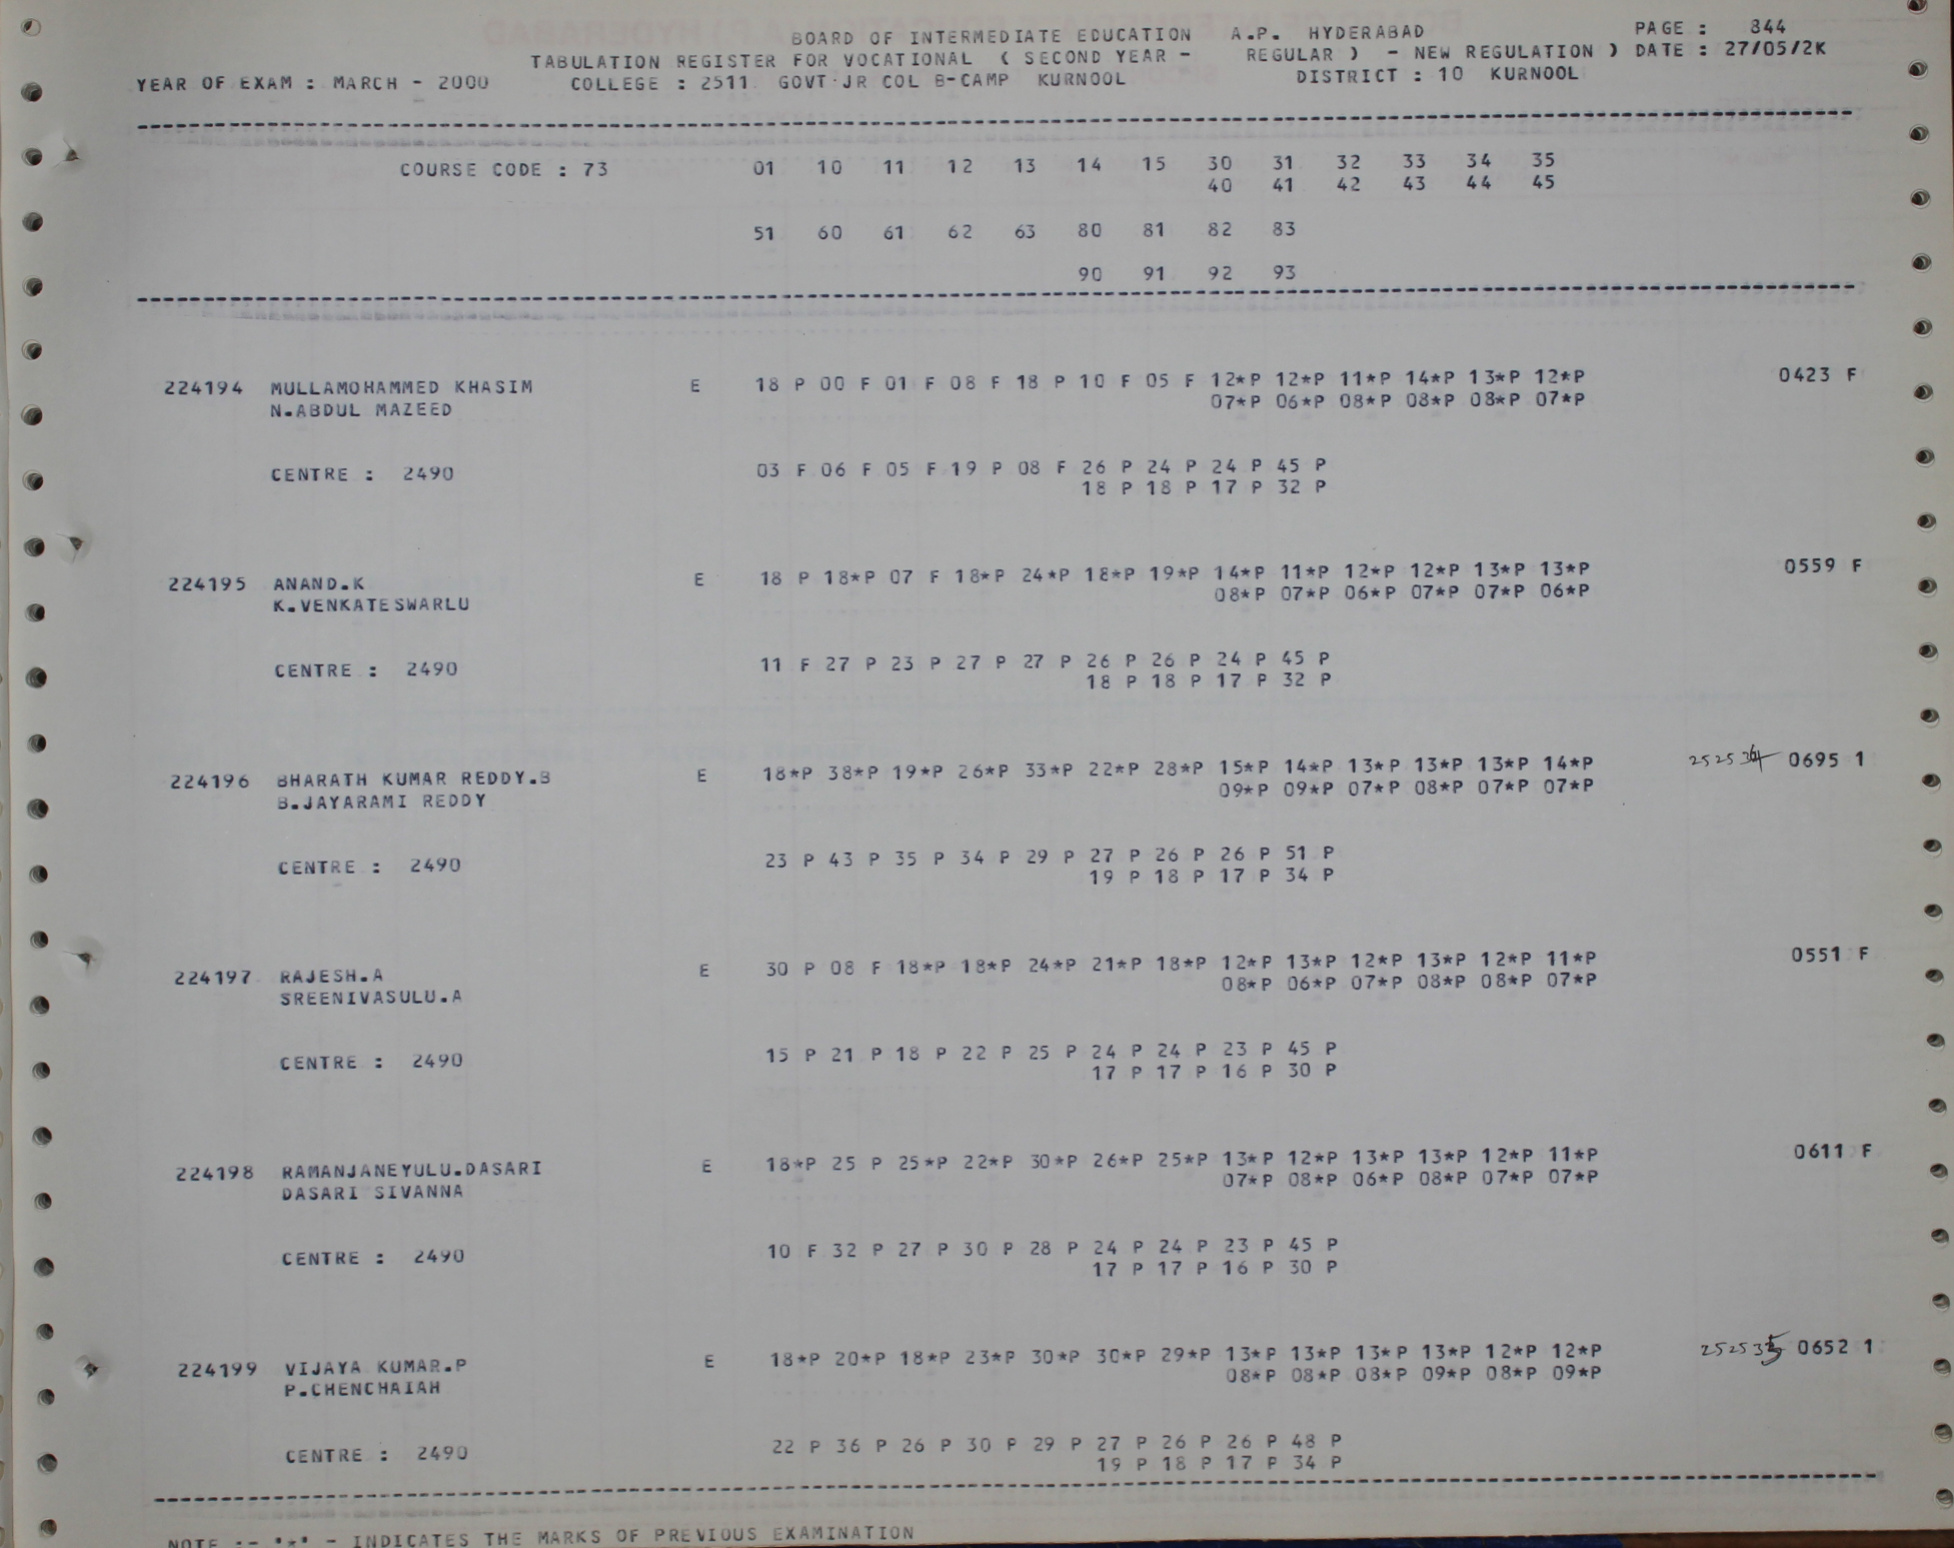 BOARD OF INTERMEDIATE EDUCATION A.P. HYDERABAD PAGE : 844
TABULATION REGISTER FOR VOCATIONAL ( SECOND YEAR - REGULAR ) - NEW REGULATION ) DATE : 27/05/2K
YEAR OF EXAM : MARCH - 2000 COLLEGE : 2511 GOVT JR COL B-CAMP KURNOOL DISTRICT : 10 KURNOOL
COURSE CODE : 73 01 10 11 12 13 14 15 30 31 32 33 34 35
40 41 42 43 44 45
51 60 61 62 63 80 81 82 83
90 91 92 93
224194 MULLAMOHAMMED KHASIM E 18 P 00 F 01 F 08 F 18 P 10 F 05 F 12*P 12*P 11*P 14*P 13*P 12*P 0423 F
N.ABDUL MAZEED 07*P 06*P 08*P 08*P 08*P 07*P
CENTRE : 2490 03 F 06 F 05 F 19 P 08 F 26 P 24 P 24 P 45 P
18 P 18 P 17 P 32 P
224195 ANAND.K E 18 P 18*P 07 F 18*P 24*P 18*P 19*P 14*P 11*P 12*P 12*P 13*P 13*P 0559 F
K.VENKATESWARLU 08*P 07*P 06*P 07*P 07*P 06*P
CENTRE : 2490 11 F 27 P 23 P 27 P 27 P 26 P 26 P 24 P 45 P
18 P 18 P 17 P 32 P
224196 BHARATH KUMAR REDDY.B E 18*P 38*P 19*P 26*P 33*P 22*P 28*P 15*P 14*P 13*P 13*P 13*P 14*P 0695 1
B.JAYARAMI REDDY 09*P 09*P 07*P 08*P 07*P 07*P
CENTRE : 2490 23 P 43 P 35 P 34 P 29 P 27 P 26 P 26 P 51 P
19 P 18 P 17 P 34 P
224197 RAJESH.A E 30 P 08 F 18*P 18*P 24*P 21*P 18*P 12*P 13*P 12*P 13*P 12*P 11*P 0551 F
SREENIVASULU.A 08*P 06*P 07*P 08*P 08*P 07*P
CENTRE : 2490 15 P 21 P 18 P 22 P 25 P 24 P 24 P 23 P 45 P
17 P 17 P 16 P 30 P
224198 RAMANJANEYULU.DASARI E 18*P 25 P 25*P 22*P 30*P 26*P 25*P 13*P 12*P 13*P 13*P 12*P 11*P 0611 F
DASARI SIVANNA 07*P 08*P 06*P 08*P 07*P 07*P
CENTRE : 2490 10 F 32 P 27 P 30 P 28 P 24 P 24 P 23 P 45 P
17 P 17 P 16 P 30 P
224199 VIJAYA KUMAR.P E 18*P 20*P 18*P 23*P 30*P 30*P 29*P 13*P 13*P 13*P 13*P 12*P 12*P 0652 1
P.CHENCHAIAH 08*P 08*P 08*P 09*P 08*P 09*P
CENTRE : 2490 22 P 36 P 26 P 30 P 29 P 27 P 26 P 26 P 48 P
19 P 18 P 17 P 34 P
NOTE :- '*' - INDICATES THE MARKS OF PREVIOUS EXAMINATION